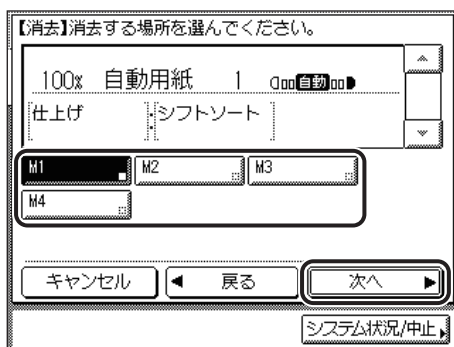 【消去】消去する場所を選んでください。
100% 自動用紙 1 自動
仕上げ シフトソート
M1 M2 M3
M4
キャンセル ◀ 戻る 次へ ▶
システム状況/中止